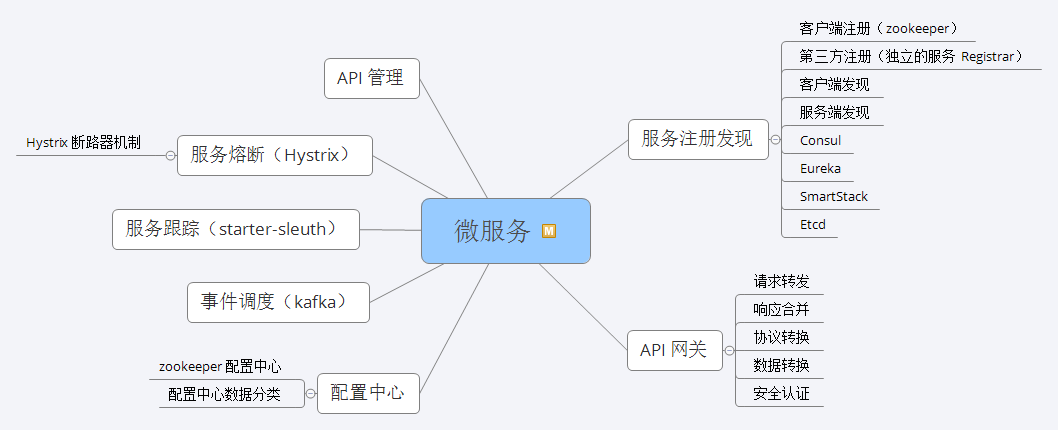 微服务
M
服务注册发现
客户端注册（zookeeper）
第三方注册（独立的服务 Registrar）
客户端发现
服务端发现
Consul
Eureka
SmartStack
Etcd
API 网关
请求转发
响应合并
协议转换
数据转换
安全认证
配置中心
zookeeper 配置中心
配置中心数据分类
事件调度（kafka）
服务跟踪（starter-sleuth）
服务熔断（Hystrix）
Hystrix 断路器机制
API 管理